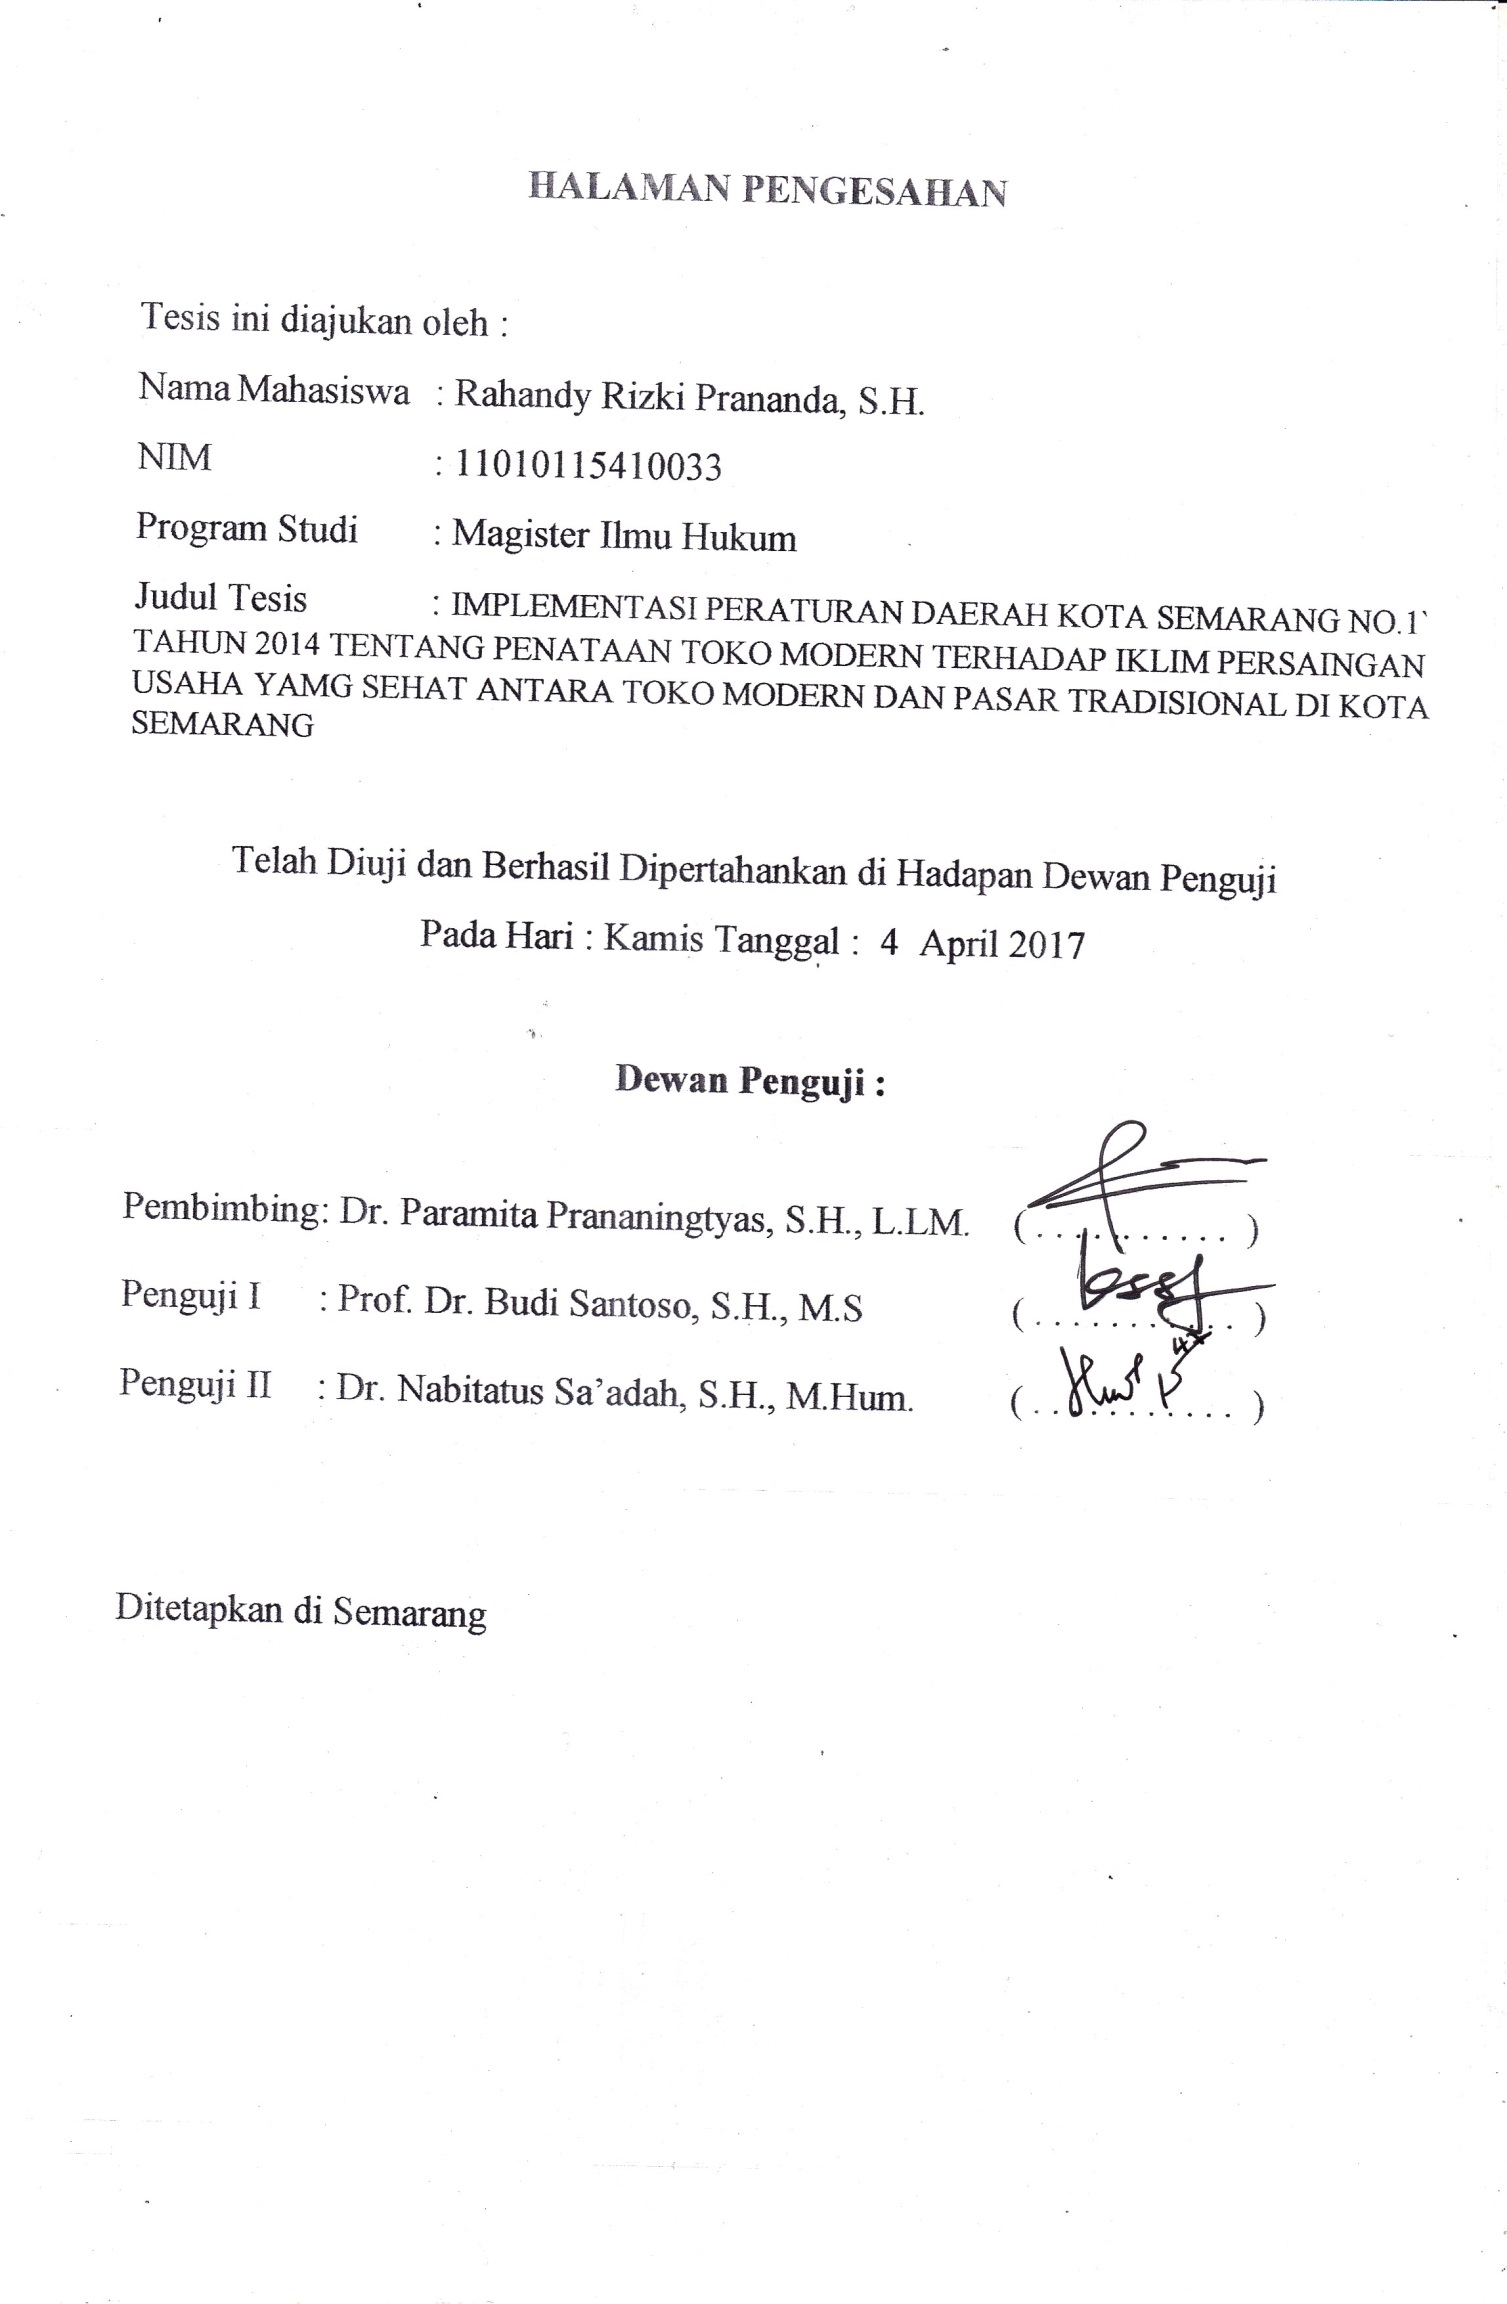 HALAMAN PENGESAHAN
Tesis ini diajukan oleh :
Nama Mahasiswa : Rahandy Rizki Prananda, S.H.
NIM : 11010115410033
Program Studi : Magister Ilmu Hukum
Judul Tesis : IMPLEMENTASI PERATURAN DAERAH KOTA SEMARANG NO.1`
TAHUN 2014 TENTANG PENATAAN TOKO MODERN TERHADAP IKLIM PERSAINGAN
USAHA YAMG SEHAT ANTARA TOKO MODERN DAN PASAR TRADISIONAL DI KOTA
SEMARANG
Telah Diuji dan Berhasil Dipertahankan di Hadapan Dewan Penguji
Pada Hari : Kamis Tanggal : 4 April 2017
Dewan Penguji :
Pembimbing: Dr. Paramita Prananingtyas, S.H., L.LM. (. . . . . . . . . . . )
Penguji I : Prof. Dr. Budi Santoso, S.H., M.S (. . . . . . . . . . . )
Penguji II : Dr. Nabitatus Sa’adah, S.H., M.Hum. (. . . . . . . . . . . )
Ditetapkan di Semarang